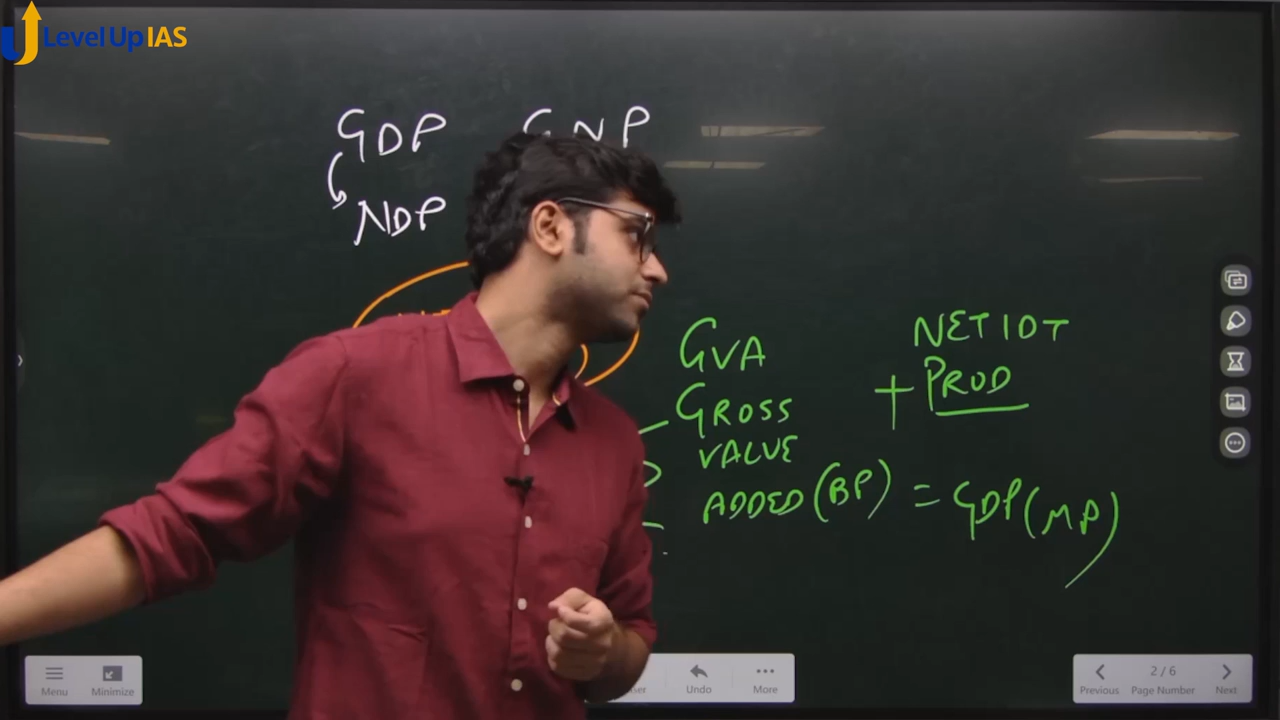 Level Up IAS
GDP GNP
NDP
GVA
GROSS
VALUE
ADDED (BP) = GDP (MP)
NET IDT
+ PROD
Menu
Minimize
Undo
More
Previous
2 / 6
Page Number
Next